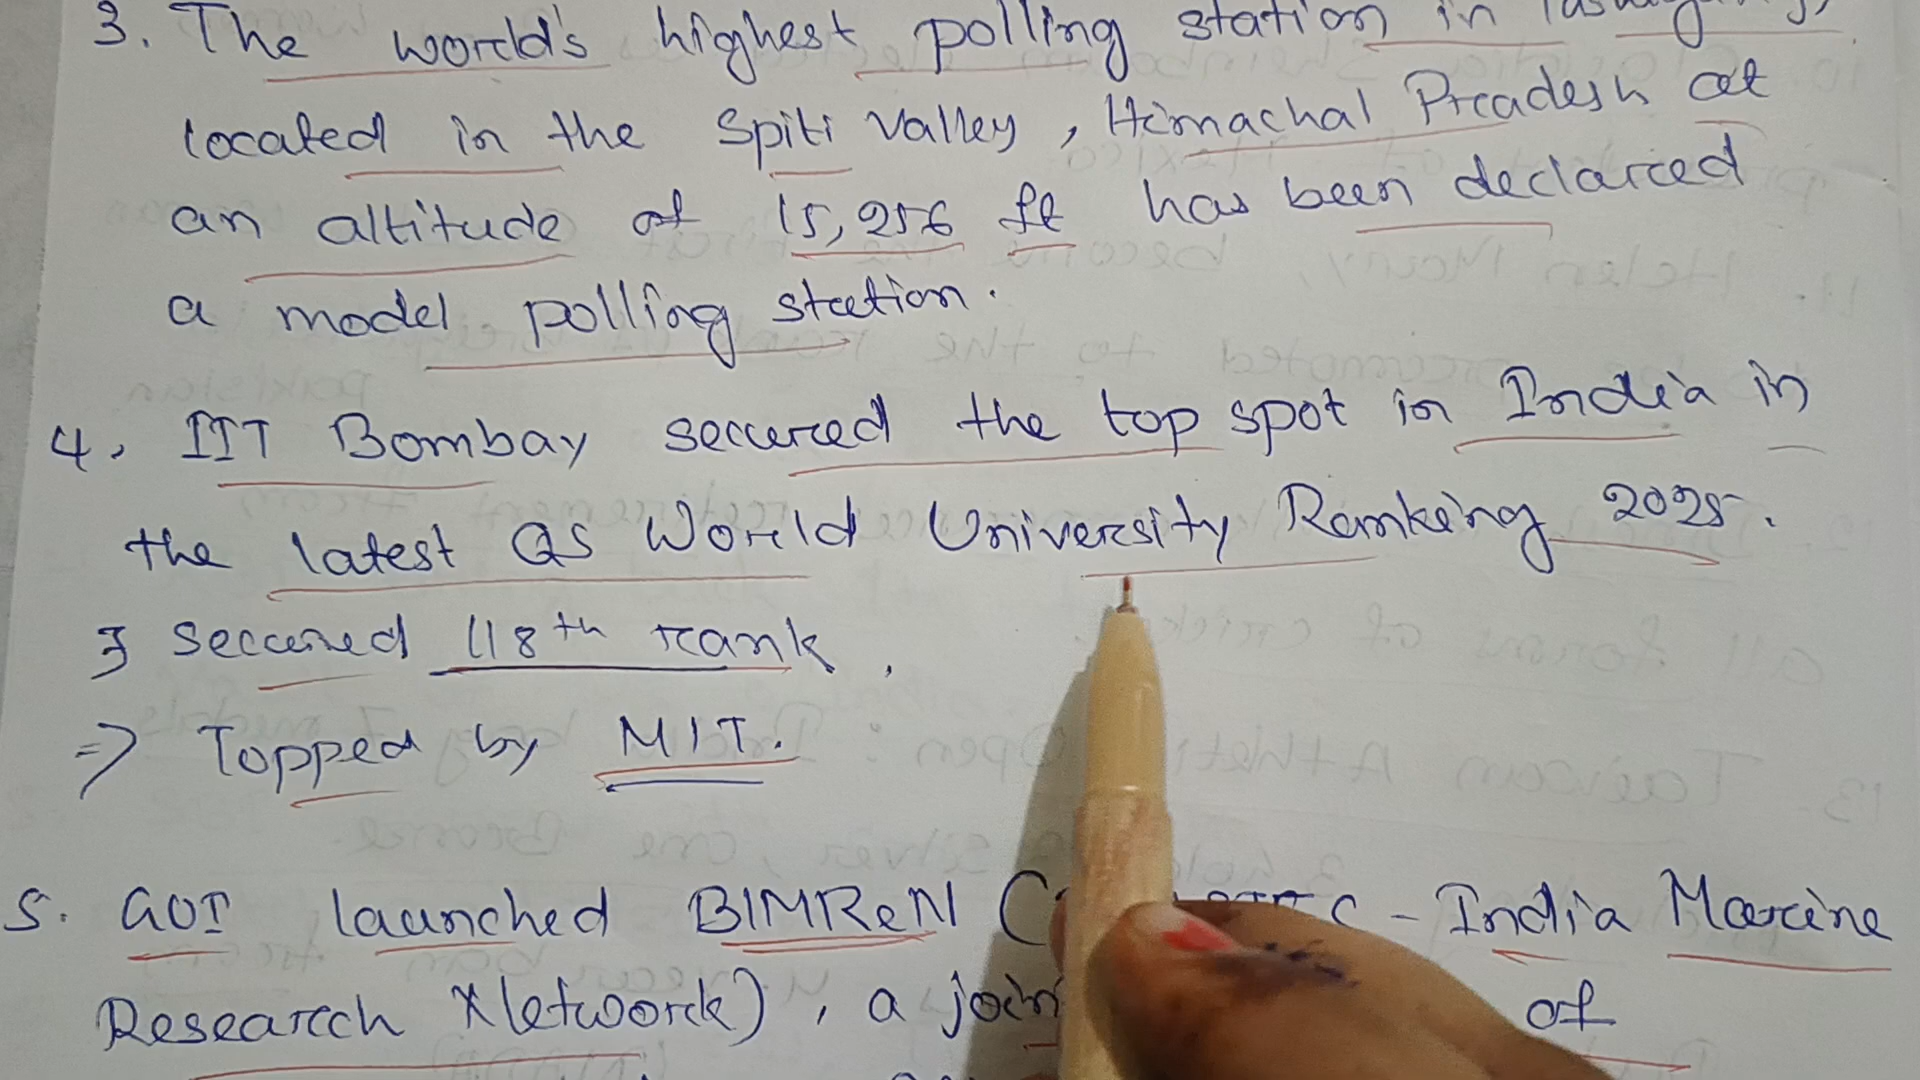 3. The world's highest polling station in
located in the Spiti Valley, Himachal Pradesh at
an altitude of 15,256 ft has been declared
a model polling station.
4. IIT Bombay secured the top spot in India in
the latest QS World University Ranking 2025.
⇒ Secured 118th rank,
⇒ Topped by MIT.
5. GOI launched BIMReN ( - India Marine
Research Network), a of